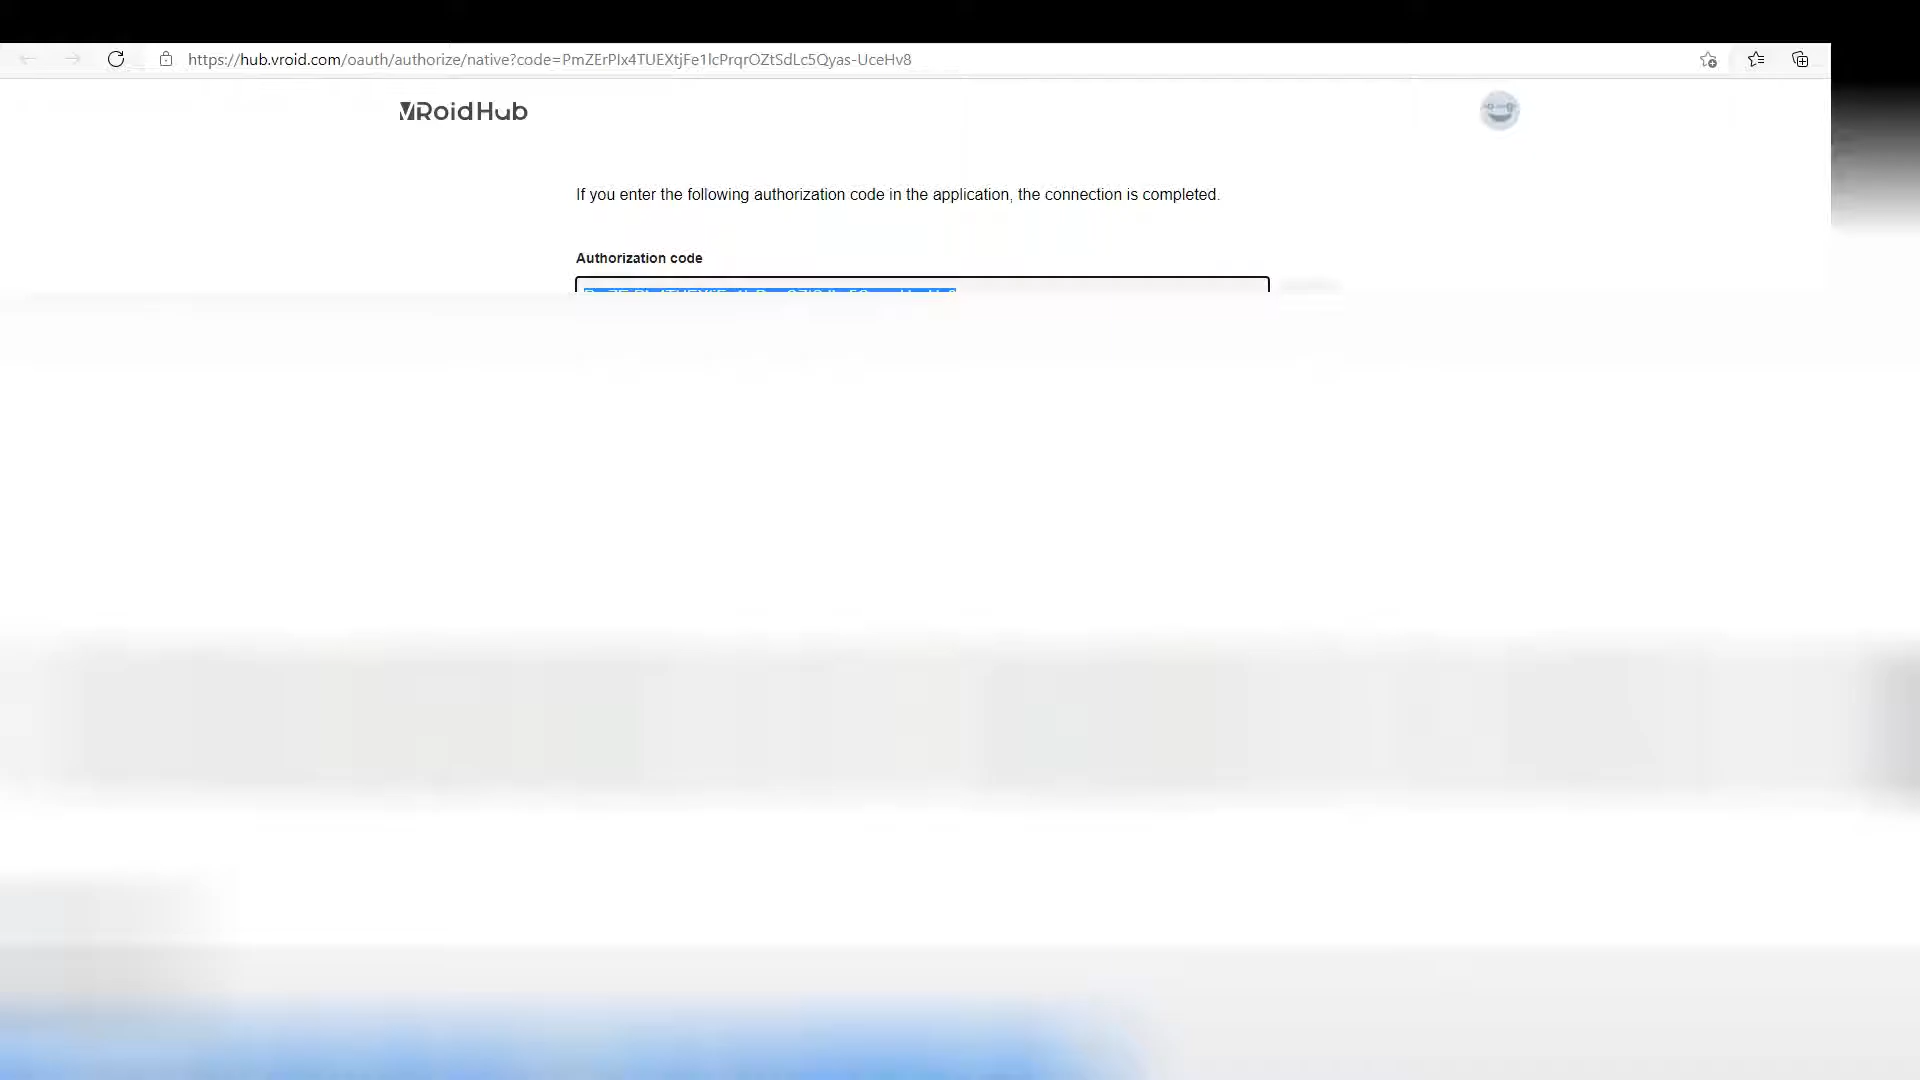 https://hub.vroid.com/oauth/authorize/native?code=PmZErPIx4TUEXtjFe1lcPrqrOZtSdLc5Qyas-UceHv8
VRoid Hub
If you enter the following authorization code in the application, the connection is completed.
Authorization code